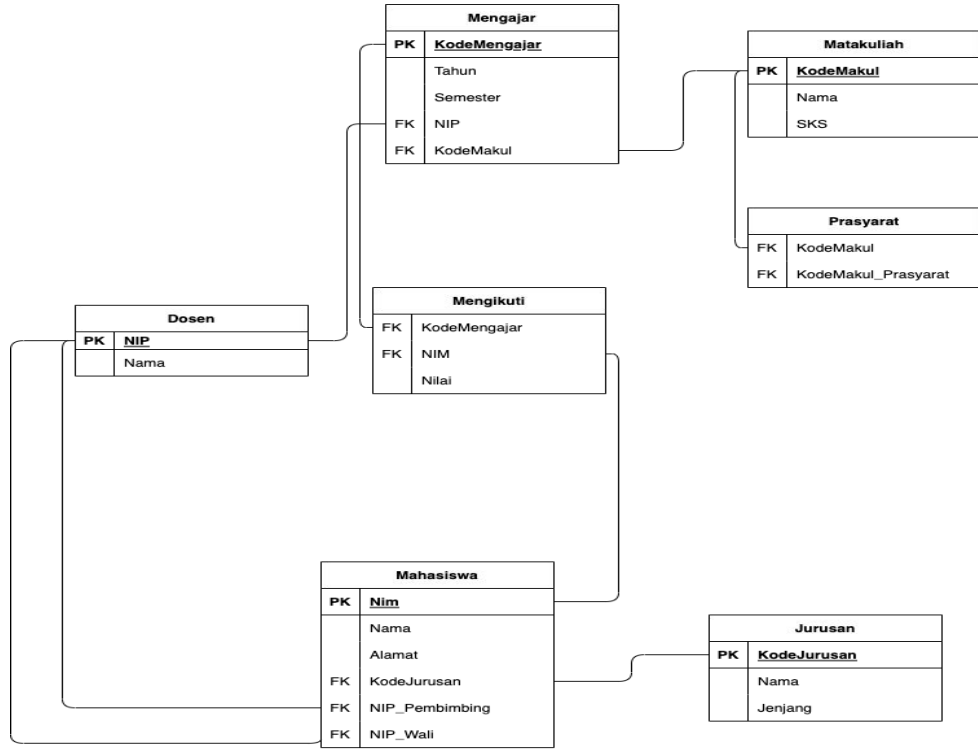 Mengajar
PK KodeMengajar
Tahun
Semester
FK NIP
FK KodeMakul
Matakuliah
PK KodeMakul
Nama
SKS
Prasyarat
FK KodeMakul
FK KodeMakul_Prasyarat
Dosen
PK NIP
Nama
Mengikuti
FK KodeMengajar
FK NIM
Nilai
Mahasiswa
PK Nim
Nama
Alamat
FK KodeJurusan
FK NIP_Pembimbing
FK NIP_Wali
Jurusan
PK KodeJurusan
Nama
Jenjang